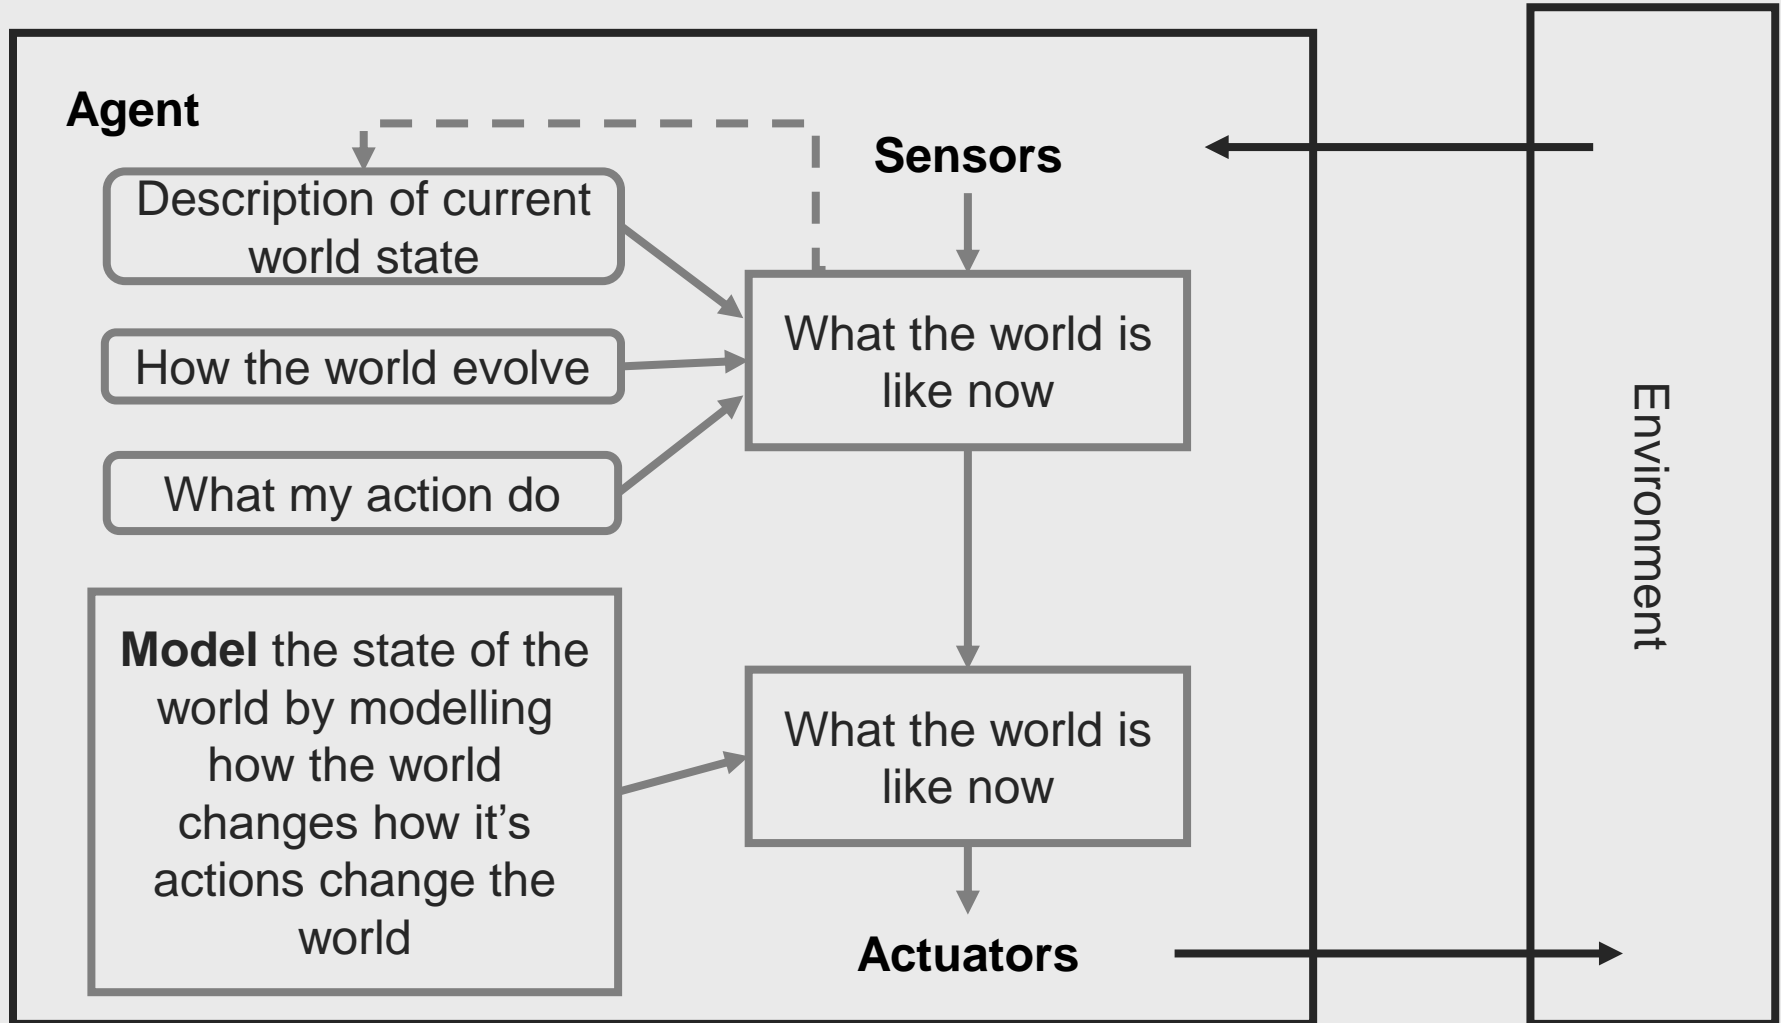 Agent
Sensors
Description of current
world state
How the world evolve
What my action do
What the world is
like now
Model the state of the
world by modelling
how the world
changes how it’s
actions change the
world
What the world is
like now
Actuators
Environment